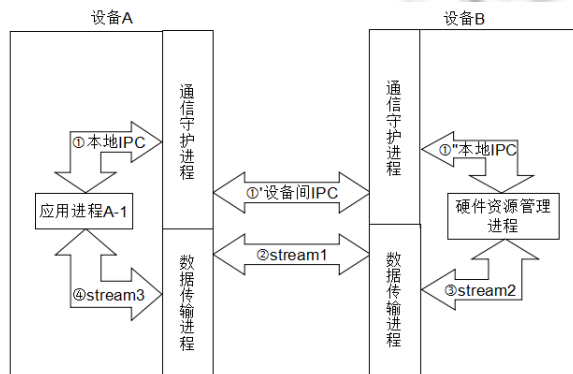 设备A
设备B
通信守护进程
通信守护进程
①本地IPC
①"本地IPC
①'设备间IPC
应用进程A-1
硬件资源管理
进程
②stream1
数据传输进程
数据传输进程
④stream3
③stream2